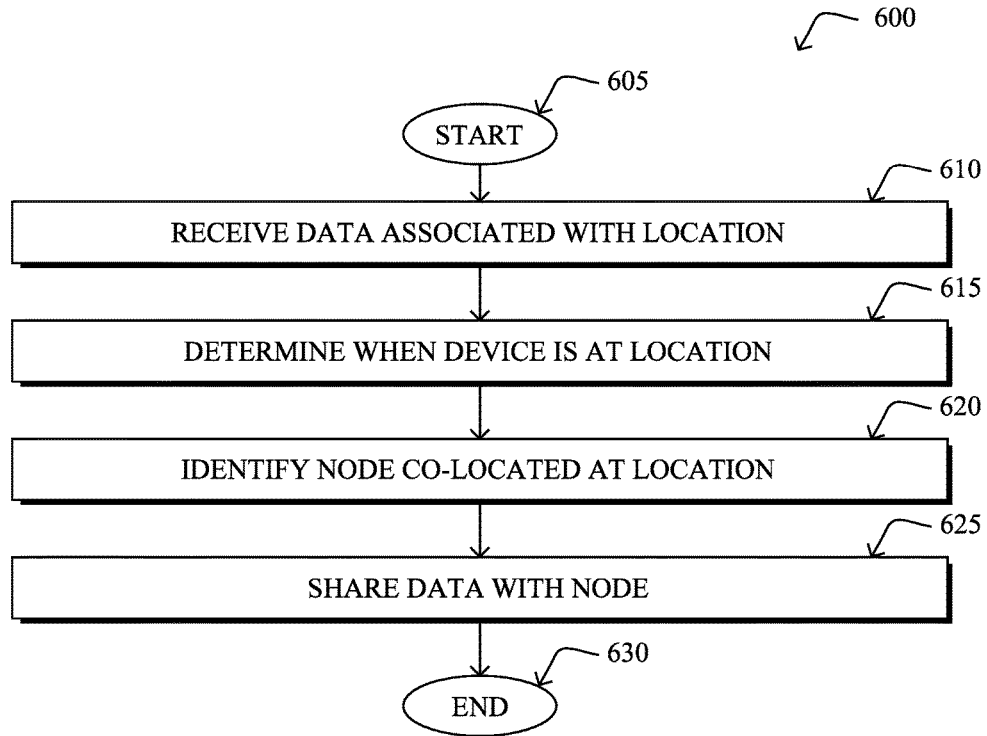 600
605
START
610
RECEIVE DATA ASSOCIATED WITH LOCATION
615
DETERMINE WHEN DEVICE IS AT LOCATION
620
IDENTIFY NODE CO-LOCATED AT LOCATION
625
SHARE DATA WITH NODE
630
END